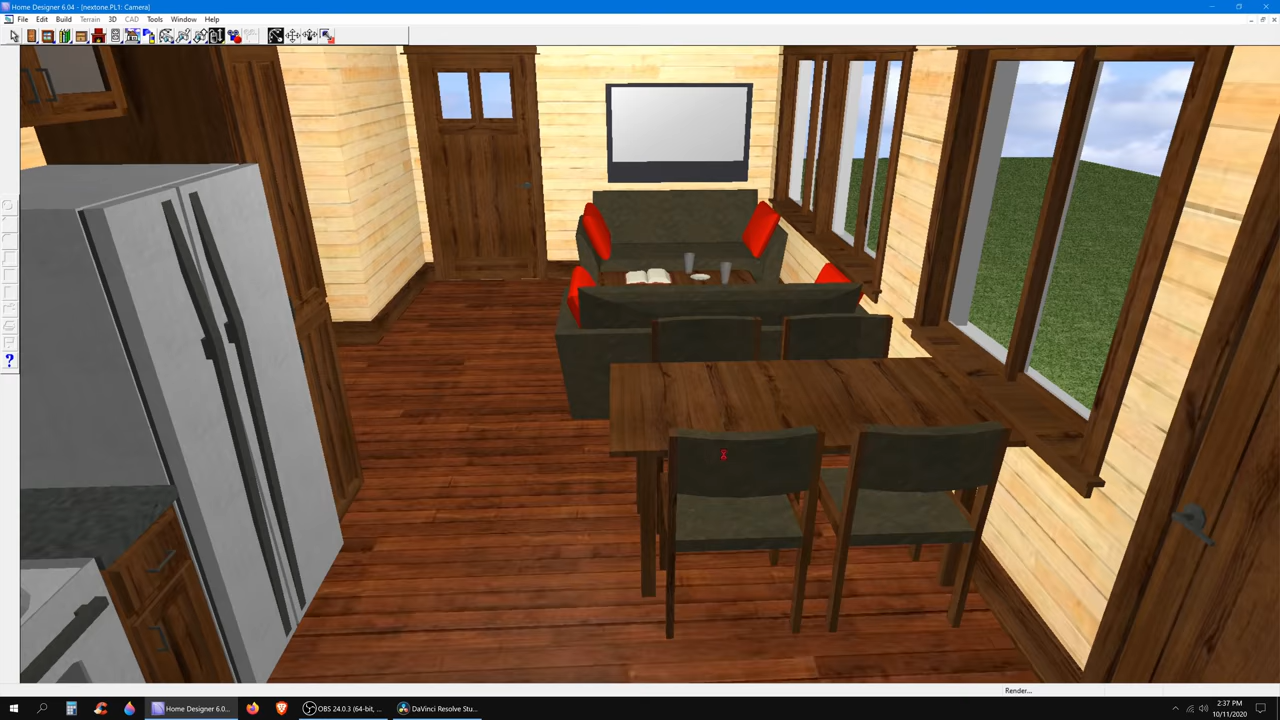 Home Designer 6.04 - [nextone.PL1: Camera]
File Edit Build Terrain 3D CAD Tools Window Help
?
Render...
Home Designer 6.0...
OBS 24.0.3 (64-bit, ...
DaVinci Resolve Stu...
2:37 PM
10/11/2020